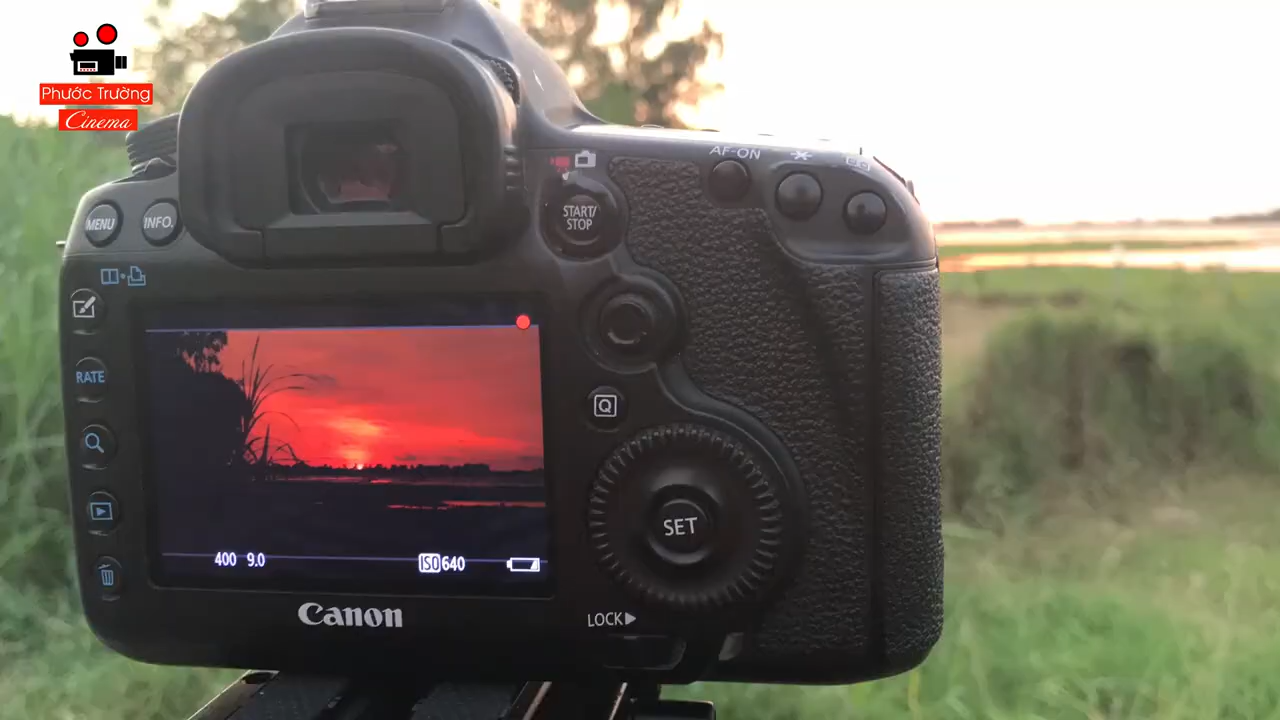 Phước Trường
Cinema
AF-ON
MENU
INFO.
START/
STOP
RATE
Q
SET
400 9.0
ISO 640
Canon
LOCK